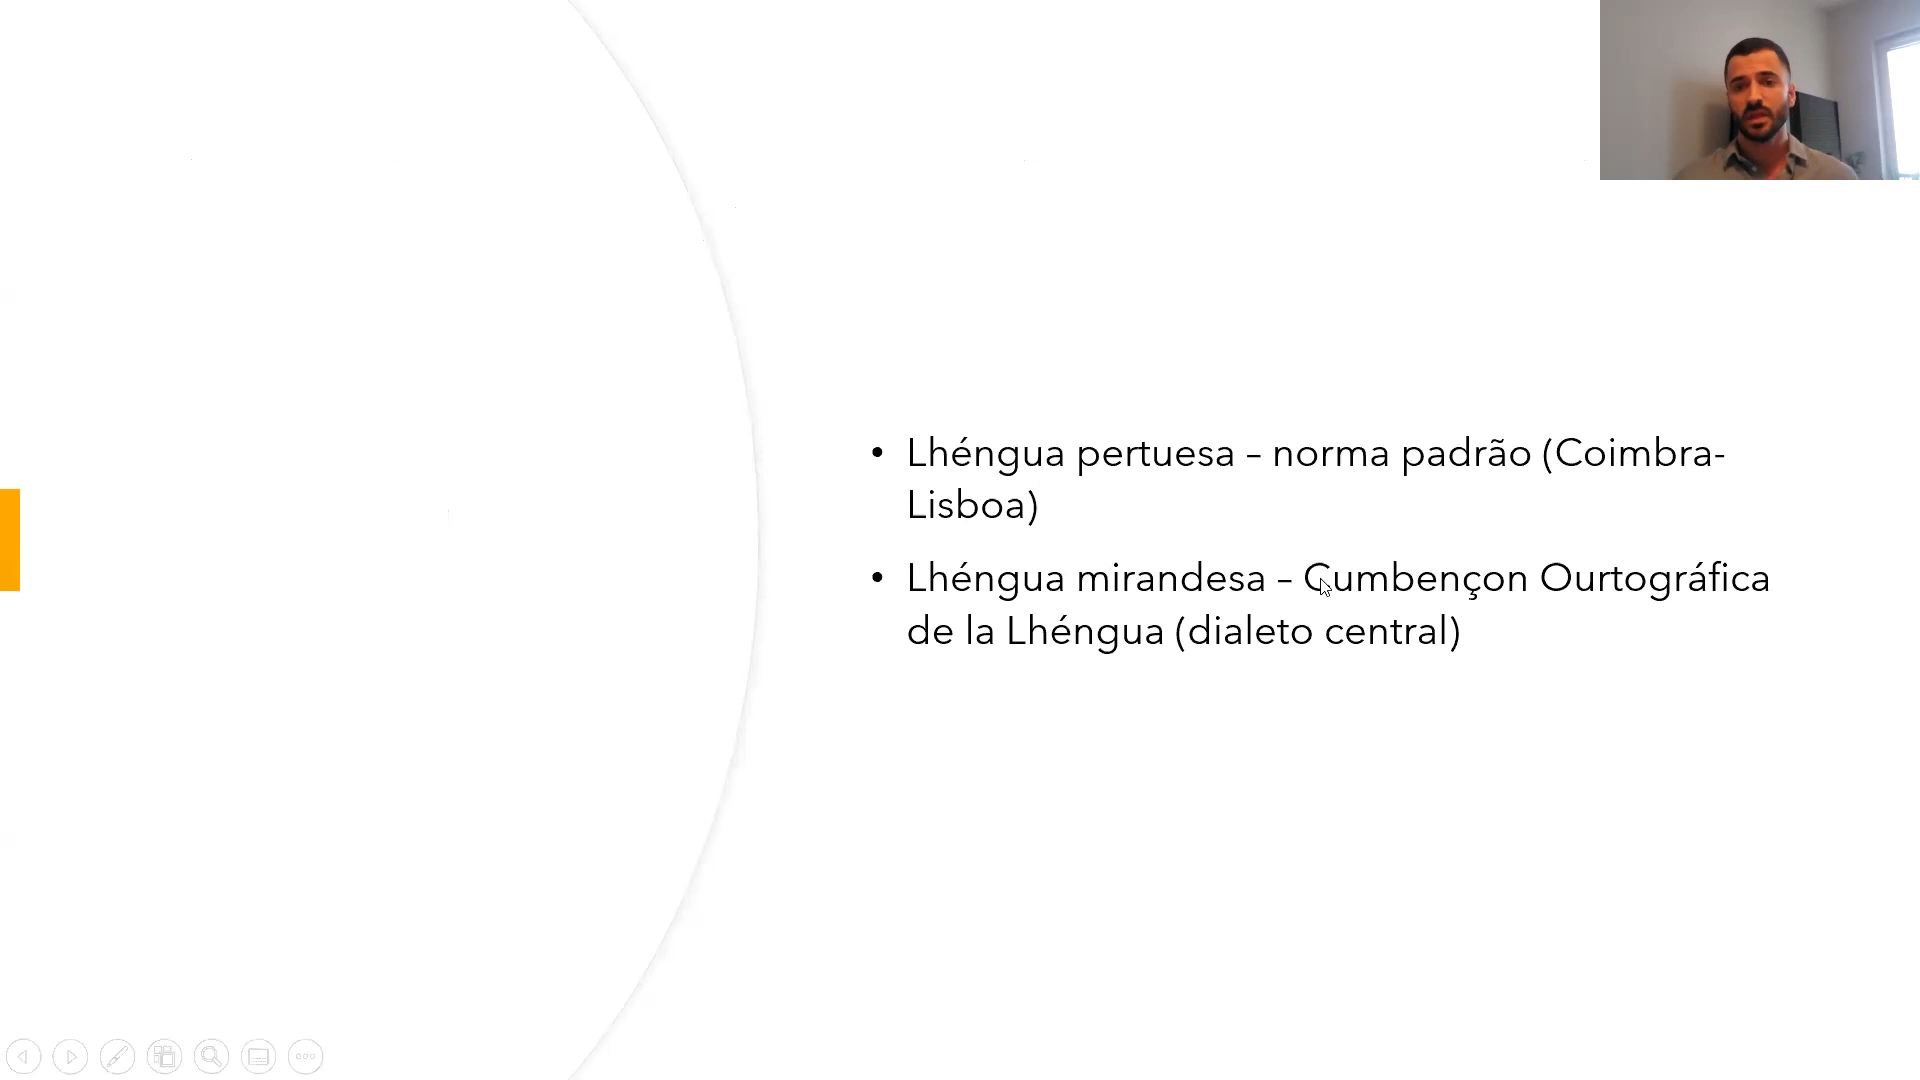 • Lhéngua pertuesa – norma padrão (Coimbra-
Lisboa)
• Lhéngua mirandesa – Cumbençon Ourtográfica
de la Lhéngua (dialeto central)